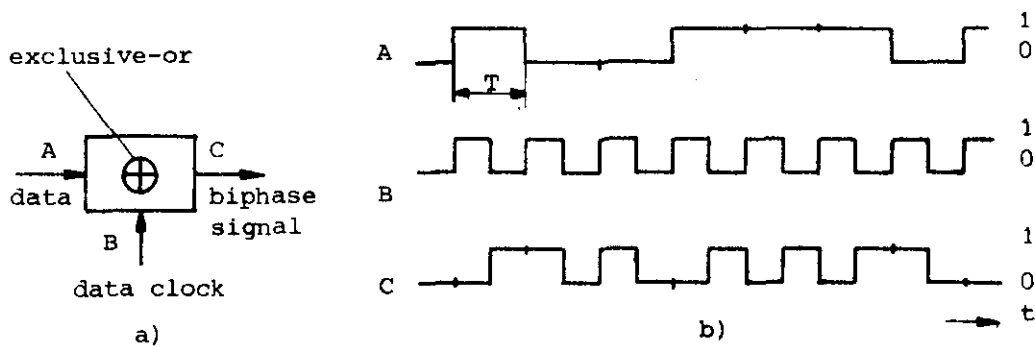 exclusive-or
A
C
data
biphase
signal
B
data clock
a)
A
1
0
T
B
1
0
C
1
0
t
b)